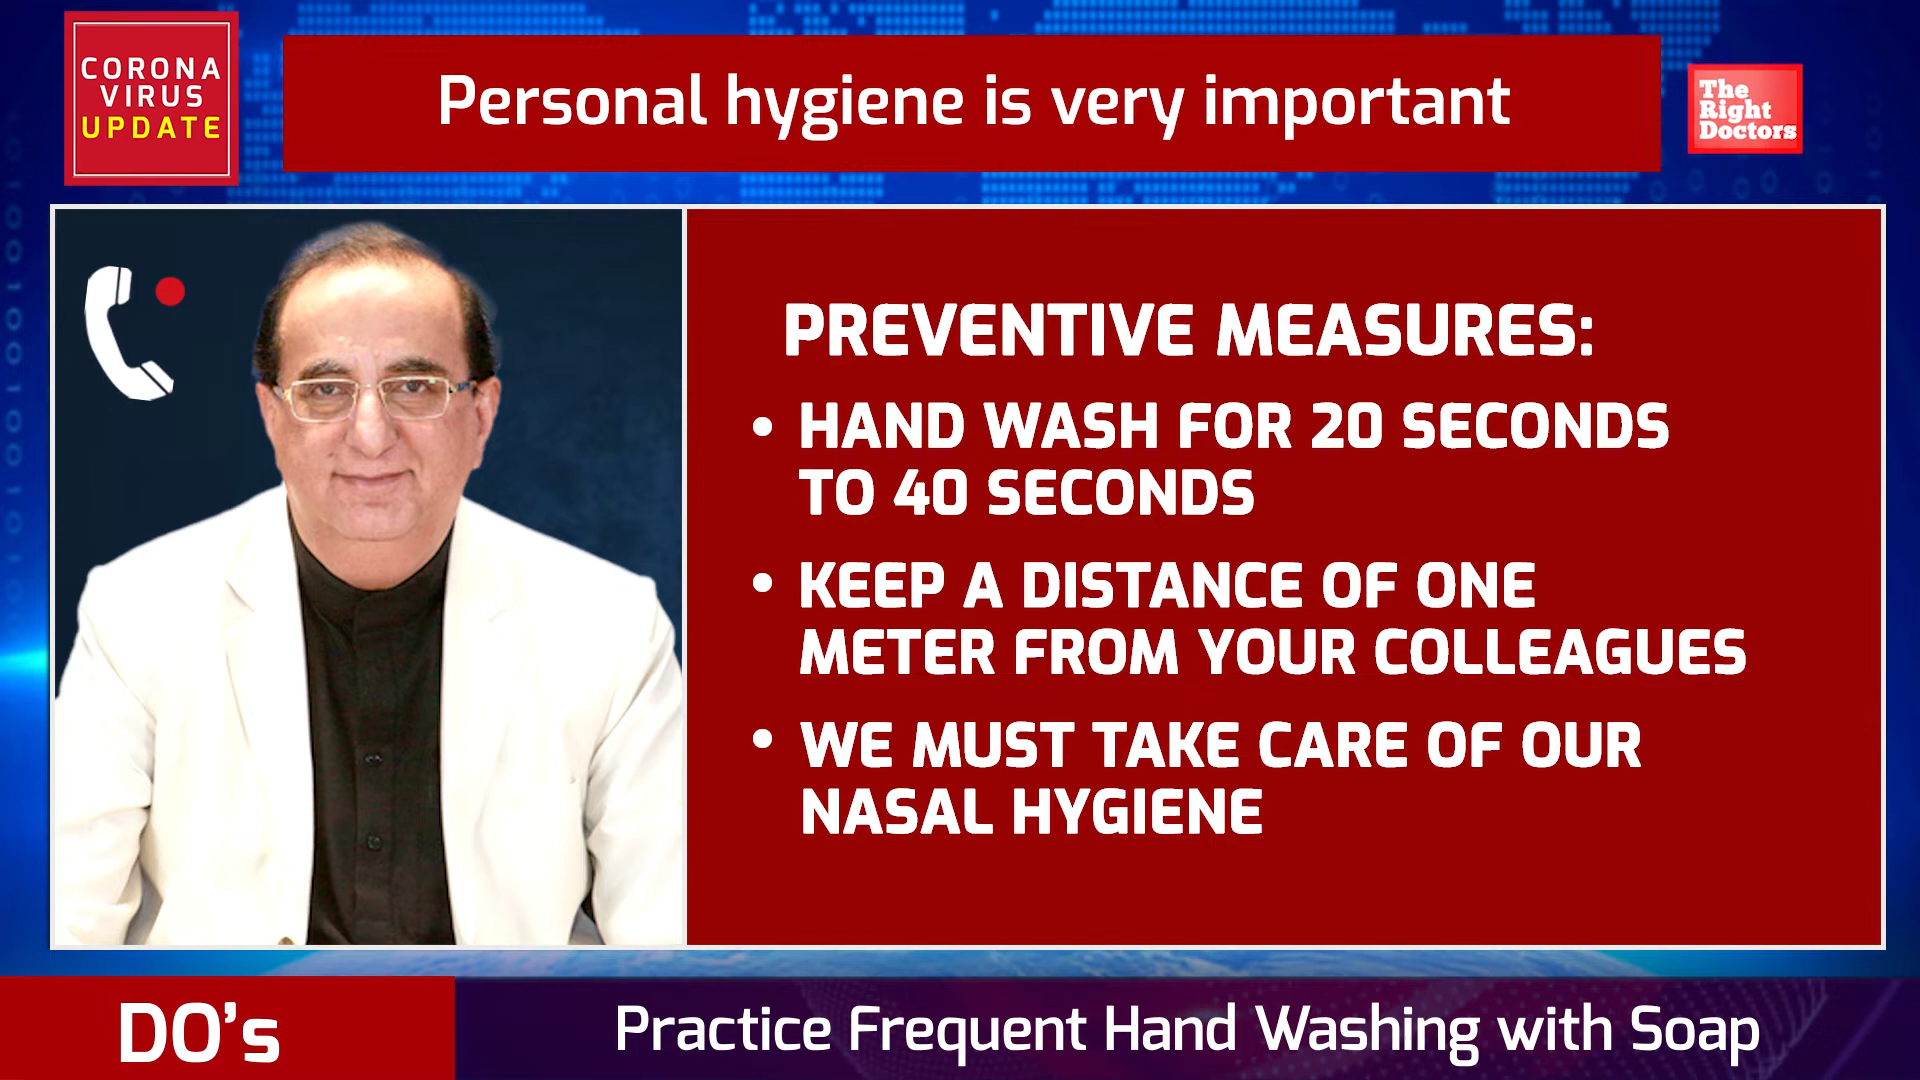 CORONA
VIRUS
UPDATE
Personal hygiene is very important
The
Right
Doctors
PREVENTIVE MEASURES:
• HAND WASH FOR 20 SECONDS
TO 40 SECONDS
• KEEP A DISTANCE OF ONE
METER FROM YOUR COLLEAGUES
• WE MUST TAKE CARE OF OUR
NASAL HYGIENE
DO's
Practice Frequent Hand Washing with Soap